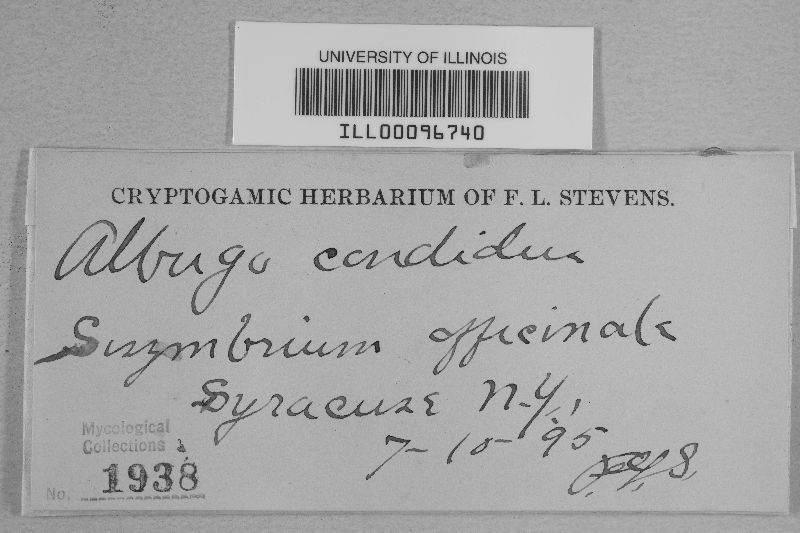 UNIVERSITY OF ILLINOIS
ILL00096740
CRYPTOGAMIC HERBARIUM OF F. L. STEVENS.
Albugo candidus
Sisymbrium officinale
Syracuse N.Y.,
7-10-95
F.L.S.
Mycological
Collections
No. 1938